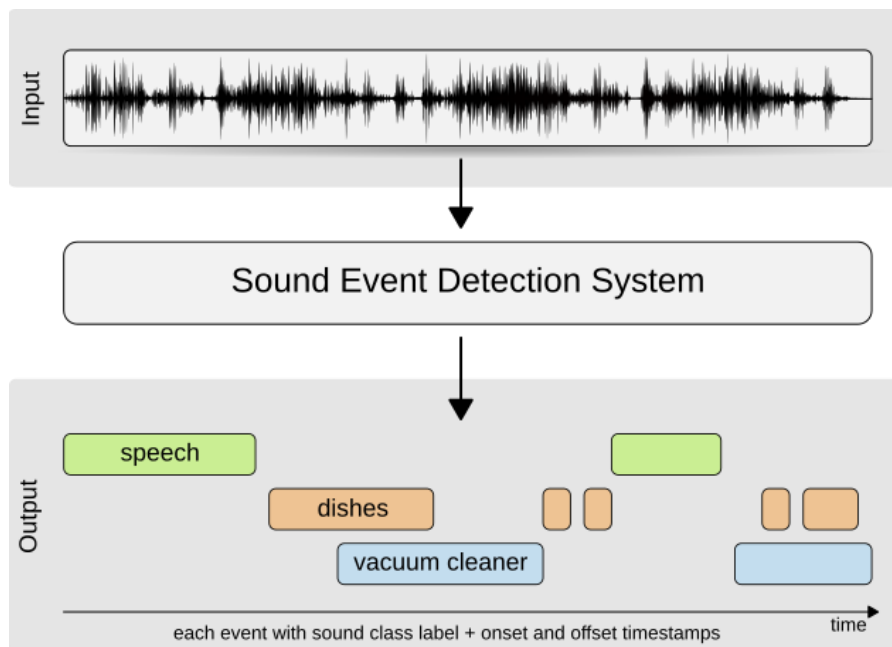 Input
Sound Event Detection System
Output
speech
dishes
vacuum cleaner
time
each event with sound class label + onset and offset timestamps